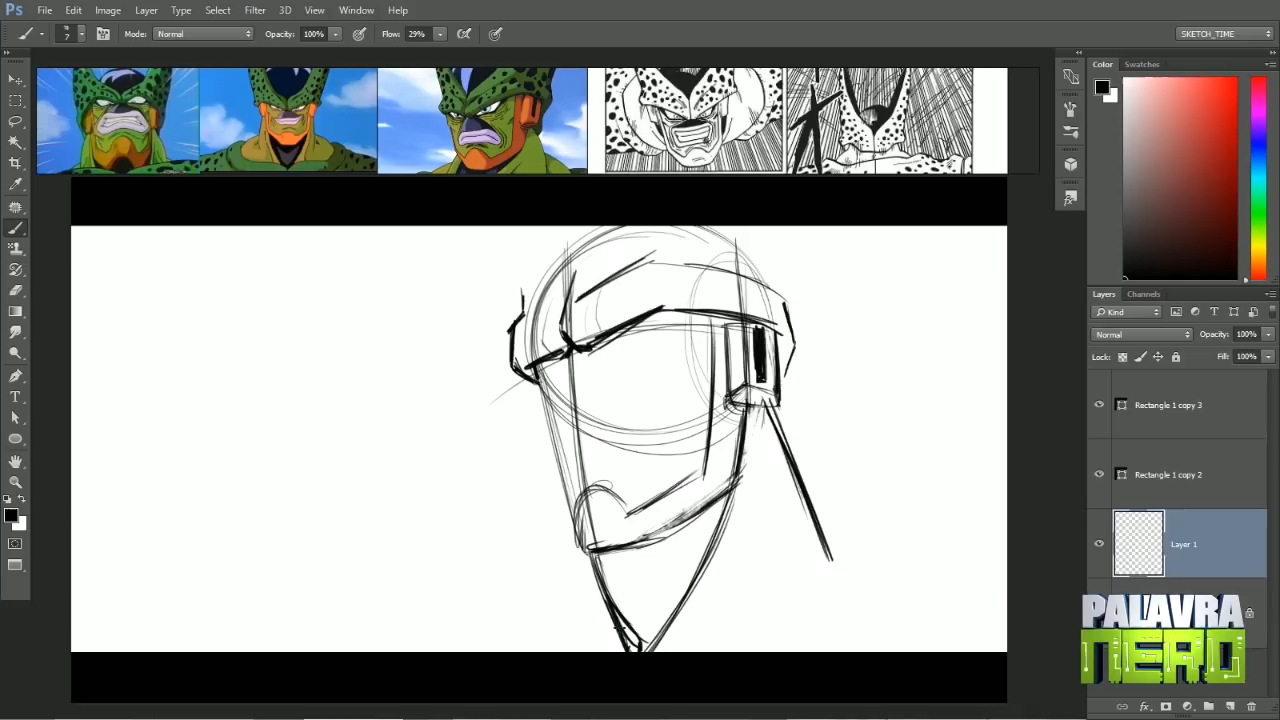 Ps File Edit Image Layer Type Select Filter 3D View Window Help
7 Mode: Normal Opacity: 100% Flow: 29% SKETCH_TIME
Color Swatches
Layers Channels
Kind
Normal Opacity: 100%
Lock: Fill: 100%
Rectangle 1 copy 3
Rectangle 1 copy 2
Layer 1
PALAVRA
NERD